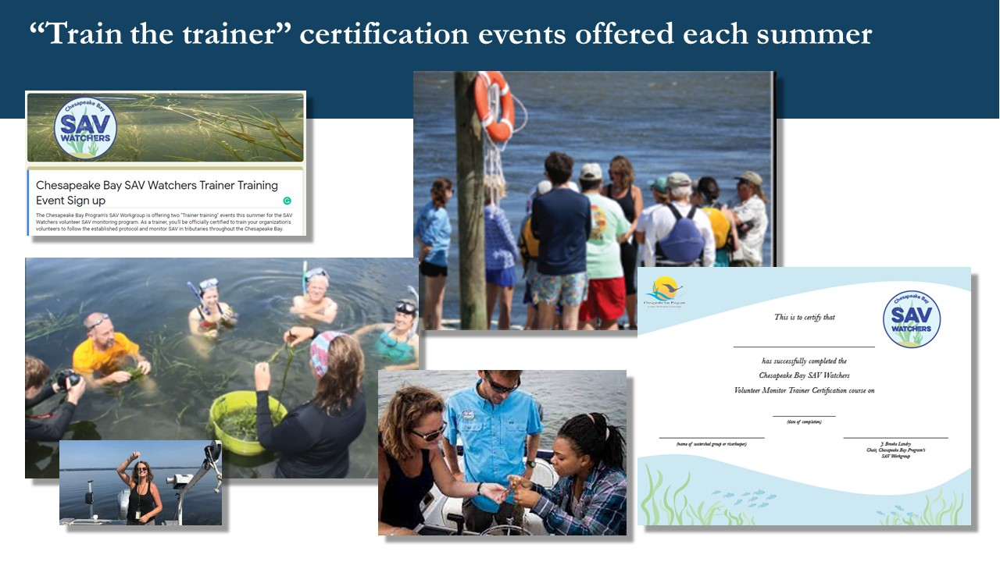 “Train the trainer” certification events offered each summer
Chesapeake Bay
SAV
WATCHERS
Chesapeake Bay SAV Watchers Trainer Training
Event Sign up
The Chesapeake Bay Program's SAV Workgroup is offering two "Trainer training" events this summer for the SAV
Watchers volunteer SAV monitoring program. As a trainer, you'll be officially certified to train your organization's
volunteers to follow the established protocol and monitor SAV in tributaries throughout the Chesapeake Bay.
Chesapeake Bay Program
This is to certify that
Chesapeake Bay
SAV
WATCHERS
has successfully completed the
Chesapeake Bay SAV Watchers
Volunteer Monitor Trainer Certification course on
(date of completion)
(name of watershed group or riverkeeper)
J. Brooke Landry
Chair, Chesapeake Bay Program's
SAV Workgroup